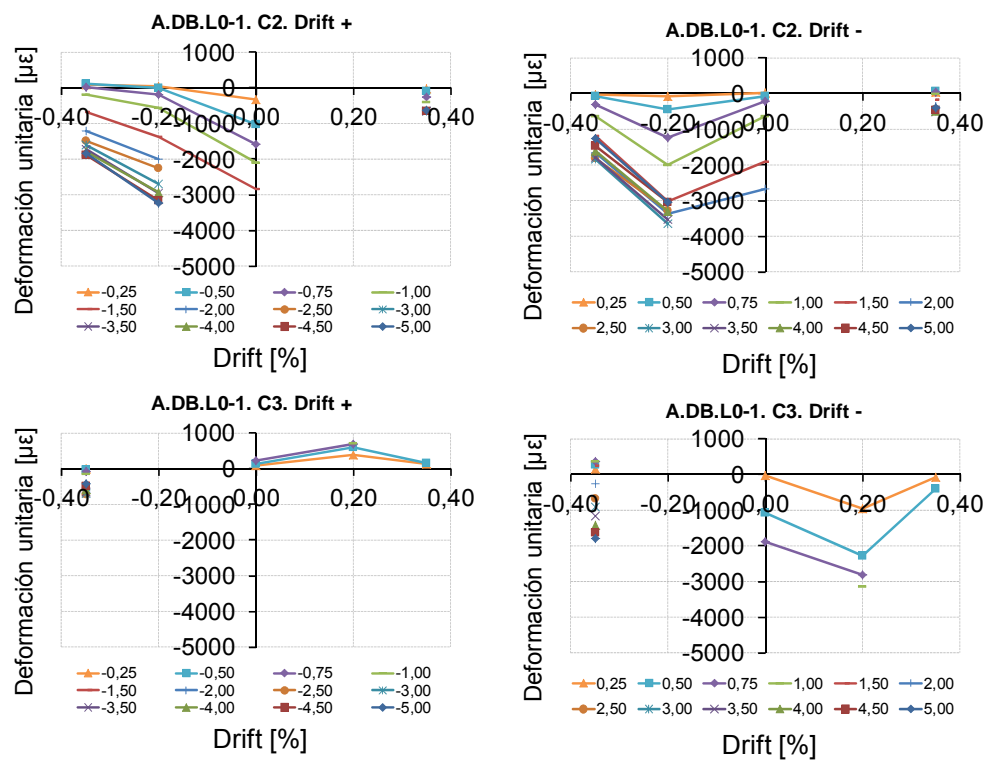 A.DB.L0-1. C2. Drift +
Deformación unitaria [µε]
1000
0
-1000
-2000
-3000
-4000
-5000
-0,40 -0,20 0,00 0,20 0,40
-0,25 -0,50 -0,75 -1,00
-1,50 -2,00 -2,50 -3,00
-3,50 -4,00 -4,50 -5,00
Drift [%]
A.DB.L0-1. C2. Drift -
Deformación unitaria [µε]
1000
0
-1000
-2000
-3000
-4000
-5000
-0,40 -0,20 0,00 0,20 0,40
0,25 0,50 0,75 1,00 1,50 2,00
2,50 3,00 3,50 4,00 4,50 5,00
Drift [%]
A.DB.L0-1. C3. Drift +
Deformación unitaria [µε]
1000
0
-1000
-2000
-3000
-4000
-5000
-0,40 -0,20 0,00 0,20 0,40
-0,25 -0,50 -0,75 -1,00
-1,50 -2,00 -2,50 -3,00
-3,50 -4,00 -4,50 -5,00
Drift [%]
A.DB.L0-1. C3. Drift -
Deformación unitaria [µε]
1000
0
-1000
-2000
-3000
-4000
-5000
-0,40 -0,20 0,00 0,20 0,40
0,25 0,50 0,75 1,00 1,50 2,00
2,50 3,00 3,50 4,00 4,50 5,00
Drift [%]